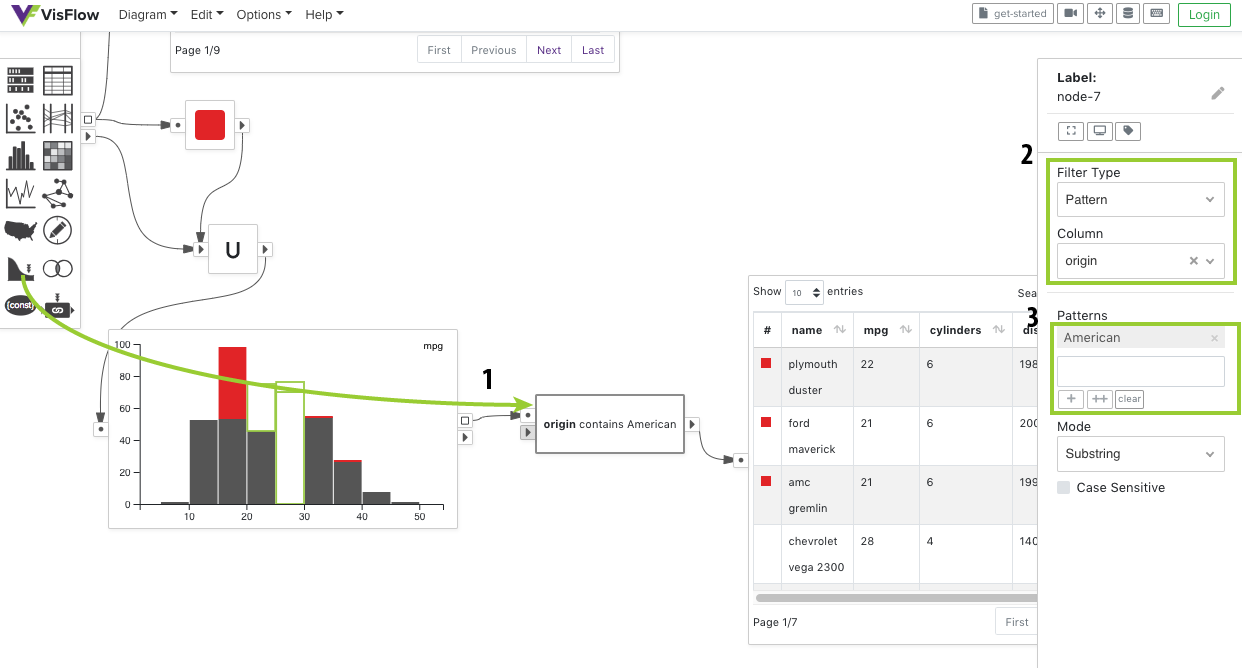 VisFlow
Diagram Edit Options Help
get-started
Login
Page 1/9
First Previous Next Last
Label:
node-7
2
Filter Type
Pattern
Column
origin
U
{const}
100
80
60
40
20
0
10 20 30 40 50
mpg
1
origin contains American
Show 10 entries
Sea
# name mpg cylinders dis
plymouth duster 22 6 198
ford maverick 21 6 200
amc gremlin 21 6 199
chevrolet vega 2300 28 4 140
Page 1/7
First
3
Patterns
American
clear
Mode
Substring
Case Sensitive